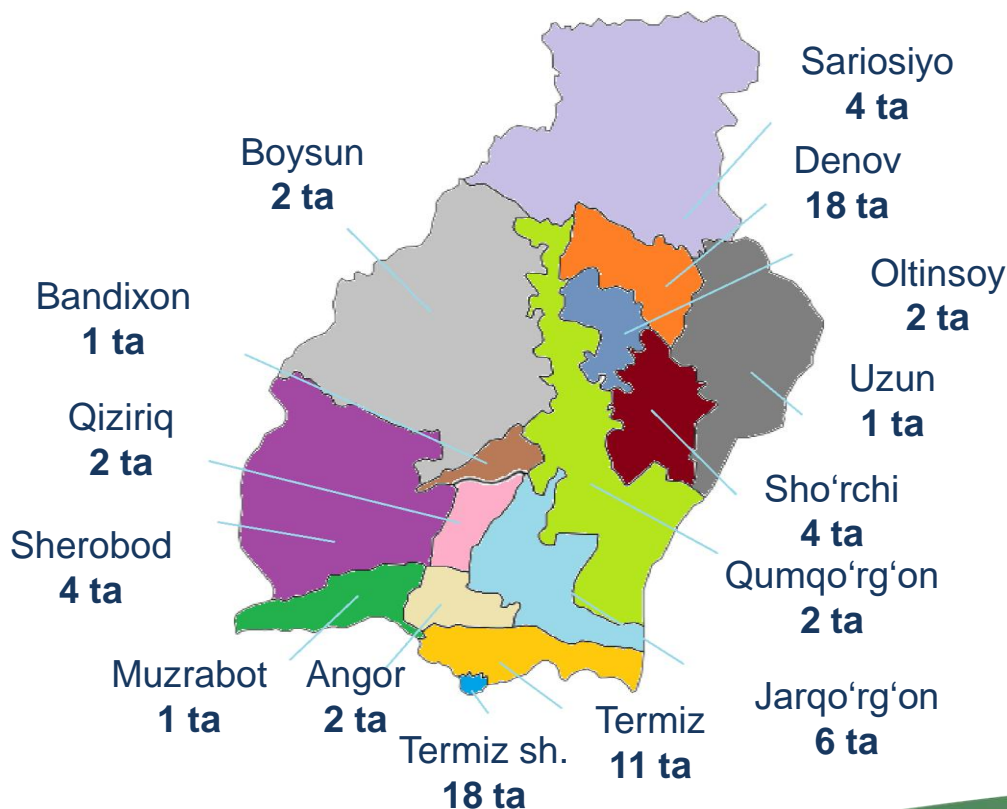 Sariosiyo
4 ta
Boysun
2 ta
Denov
18 ta
Bandixon
1 ta
Oltinsoy
2 ta
Qiziriq
2 ta
Uzun
1 ta
Sherobod
4 ta
Sho‘rchi
4 ta
Qumqo‘rg‘on
2 ta
Muzrabot
1 ta
Angor
2 ta
Termiz sh.
18 ta
Termiz
11 ta
Jarqo‘rg‘on
6 ta